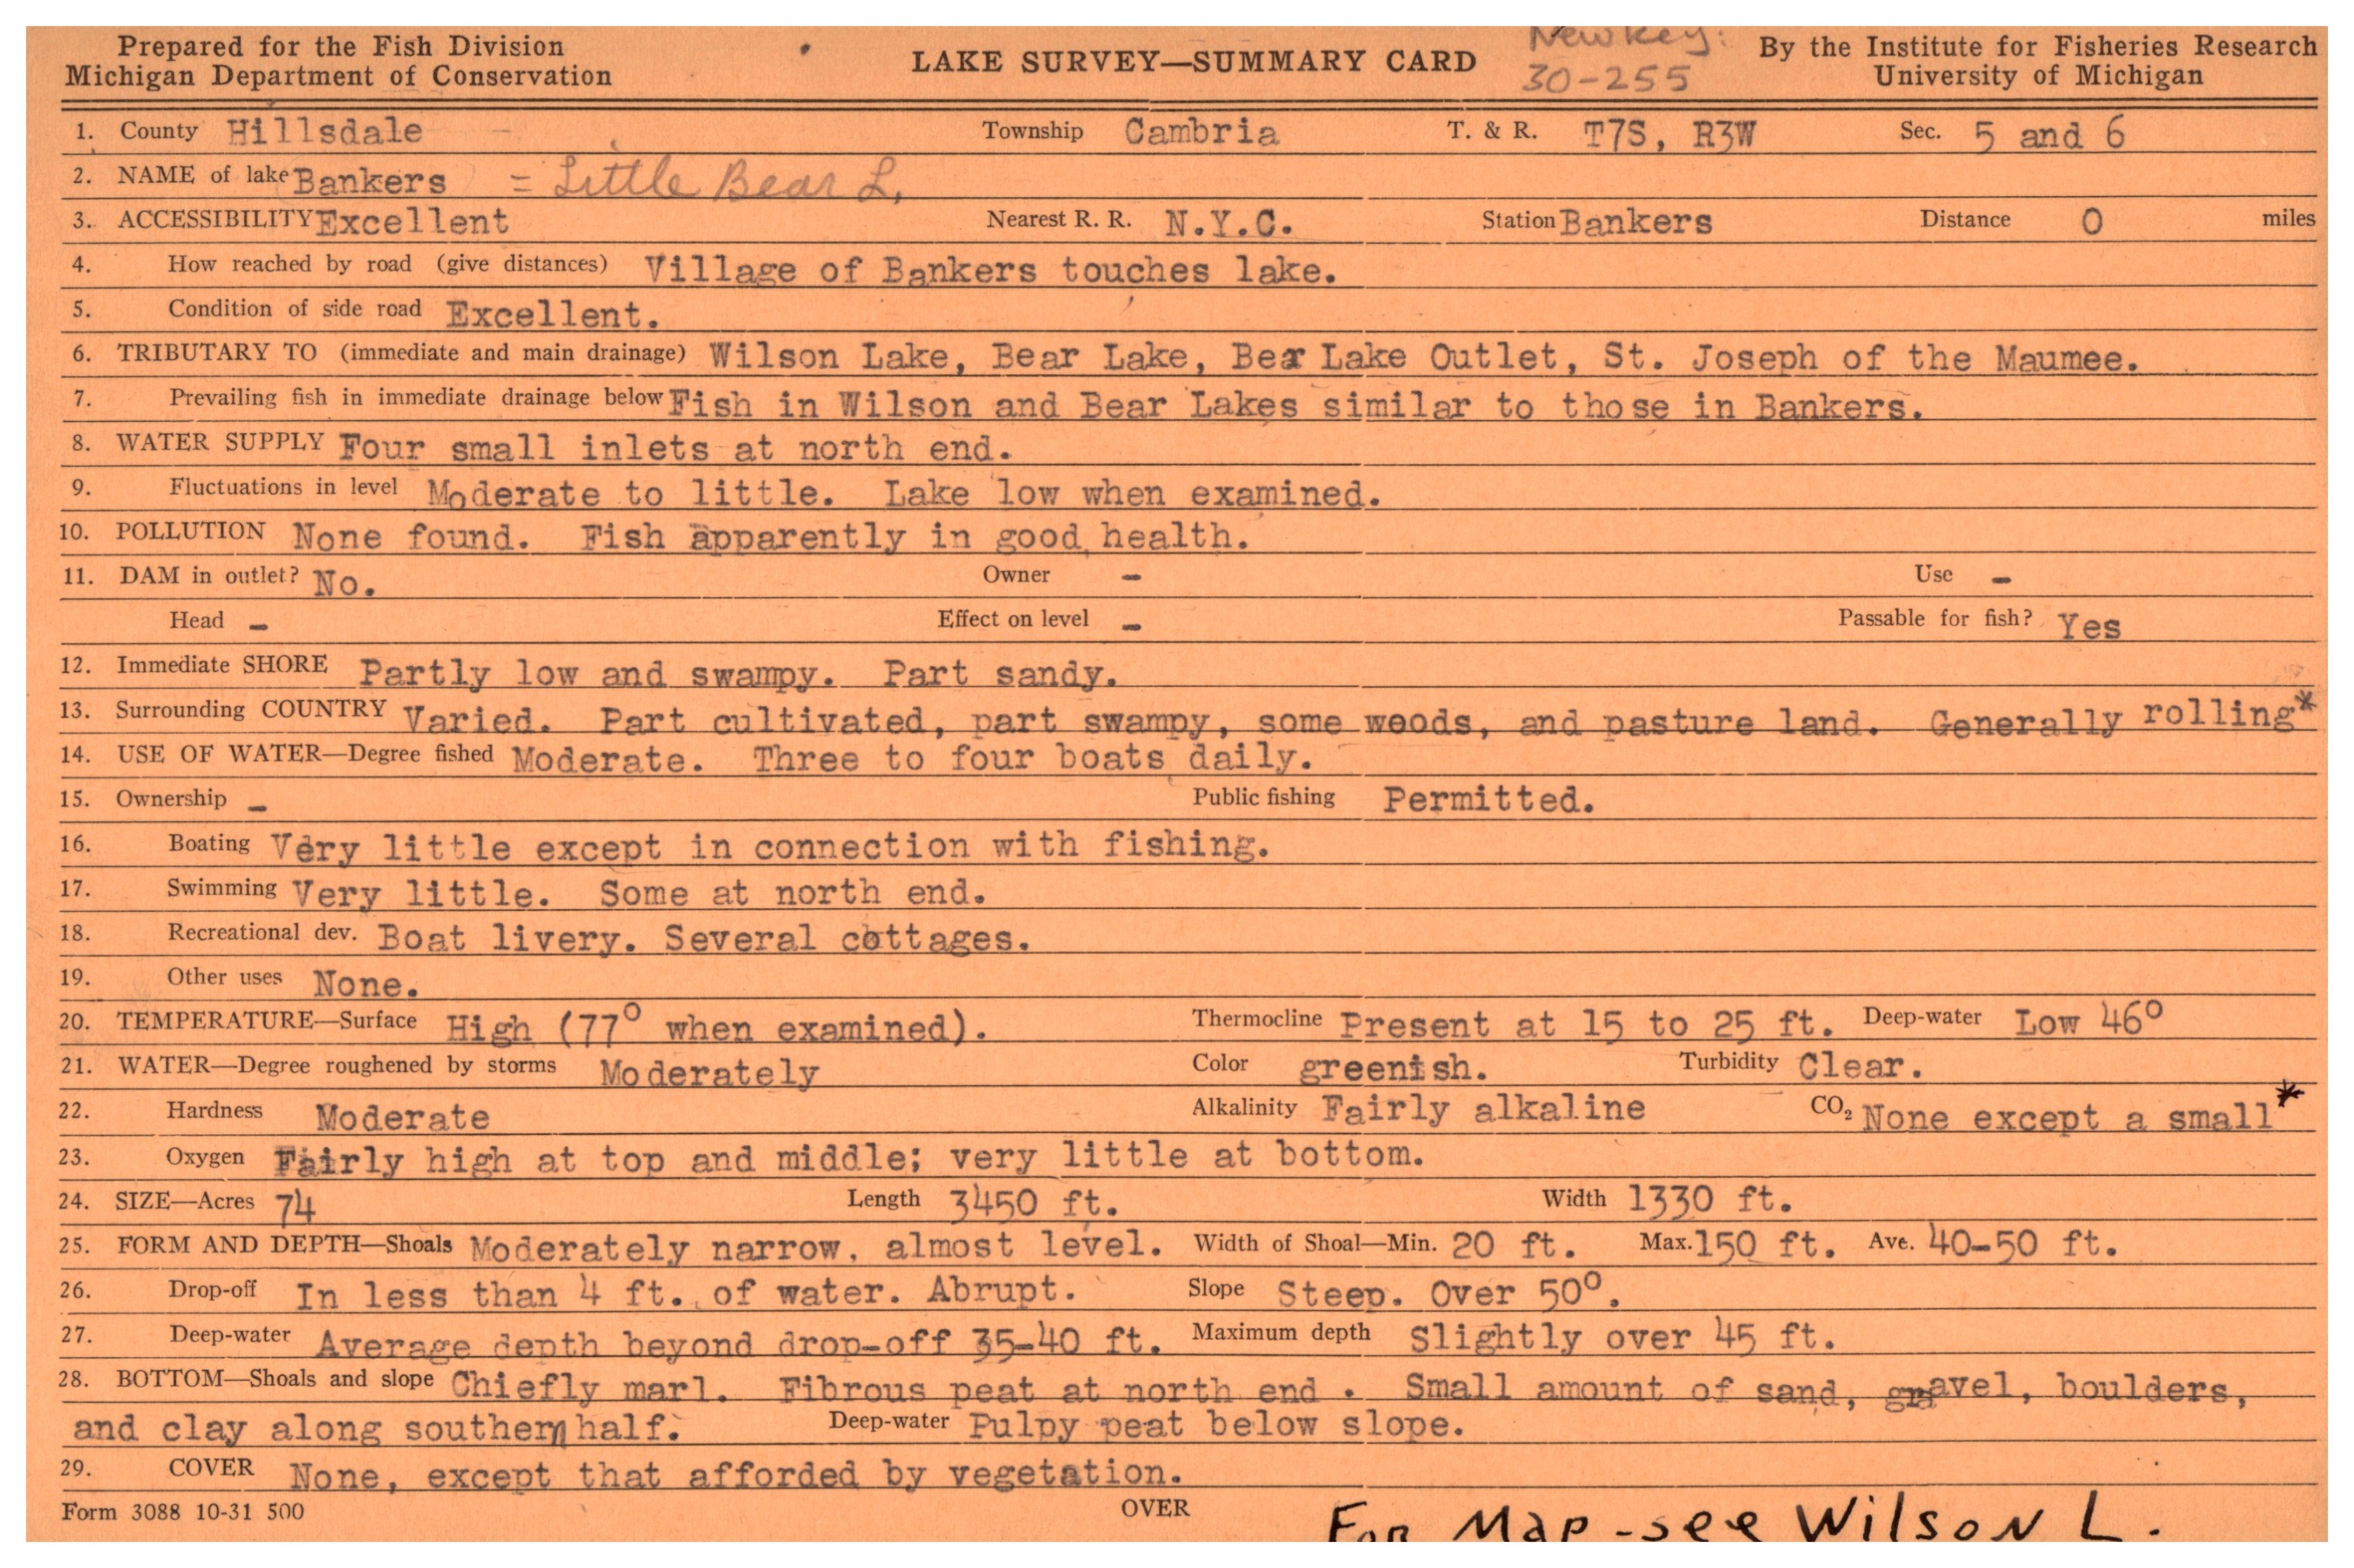 Prepared for the Fish Division LAKE SURVEY—SUMMARY CARD New key: By the Institute for Fisheries Research
Michigan Department of Conservation 30-255 University of Michigan
1. County Hillsdale Township Cambria T. & R. T7S, R3W Sec. 5 and 6
2. NAME of lake Bankers = Little Bear L.
3. ACCESSIBILITY Excellent Nearest R. R. N.Y.C. Station Bankers Distance 0 miles
4. How reached by road (give distances) Village of Bankers touches lake.
5. Condition of side road Excellent.
6. TRIBUTARY TO (immediate and main drainage) Wilson Lake, Bear Lake, Bear Lake Outlet, St. Joseph of the Maumee.
7. Prevailing fish in immediate drainage below Fish in Wilson and Bear Lakes similar to those in Bankers.
8. WATER SUPPLY Four small inlets at north end.
9. Fluctuations in level Moderate to little. Lake low when examined.
10. POLLUTION None found. Fish apparently in good health.
11. DAM in outlet? No. Owner - Use -
Head - Effect on level - Passable for fish? Yes
12. Immediate SHORE Partly low and swampy. Part sandy.
13. Surrounding COUNTRY Varied. Part cultivated, part swampy, some woods, and pasture land. Generally rolling*
14. USE OF WATER—Degree fished Moderate. Three to four boats daily.
15. Ownership - Public fishing Permitted.
16. Boating Very little except in connection with fishing.
17. Swimming Very little. Some at north end.
18. Recreational dev. Boat livery. Several cottages.
19. Other uses None.
20. TEMPERATURE—Surface High (77° when examined). Thermocline Present at 15 to 25 ft. Deep-water Low 46°
21. WATER—Degree roughened by storms Moderately Color greenish. Turbidity Clear.
22. Hardness Moderate Alkalinity Fairly alkaline CO₂ None except a small*
23. Oxygen Fairly high at top and middle; very little at bottom.
24. SIZE—Acres 74 Length 3450 ft. Width 1330 ft.
25. FORM AND DEPTH—Shoals Moderately narrow, almost level. Width of Shoal—Min. 20 ft. Max. 150 ft. Ave. 40-50 ft.
26. Drop-off In less than 4 ft. of water. Abrupt. Slope Steep. Over 50°.
27. Deep-water Average depth beyond drop-off 35-40 ft. Maximum depth Slightly over 45 ft.
28. BOTTOM—Shoals and slope Chiefly marl. Fibrous peat at north end . Small amount of sand, gravel, boulders,
and clay along southern half. Deep-water Pulpy peat below slope.
29. COVER None, except that afforded by vegetation.
Form 3088 10-31 500 OVER For Map - see Wilson L.